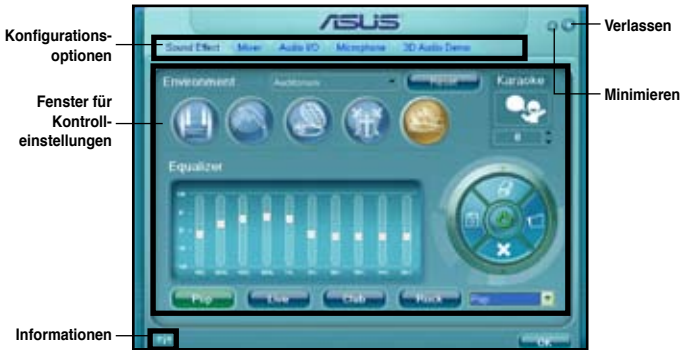 ASUS
Verlassen
Konfigurations-
optionen
Sound Effect Mixer Audio I/O Microphone 3D Audio Demo
Minimieren
Environment Auditorium Reset Karaoke
Fenster für
Kontroll-
einstellungen
0
Equalizer
Pop Live Club Rock Pop
Informationen
OK